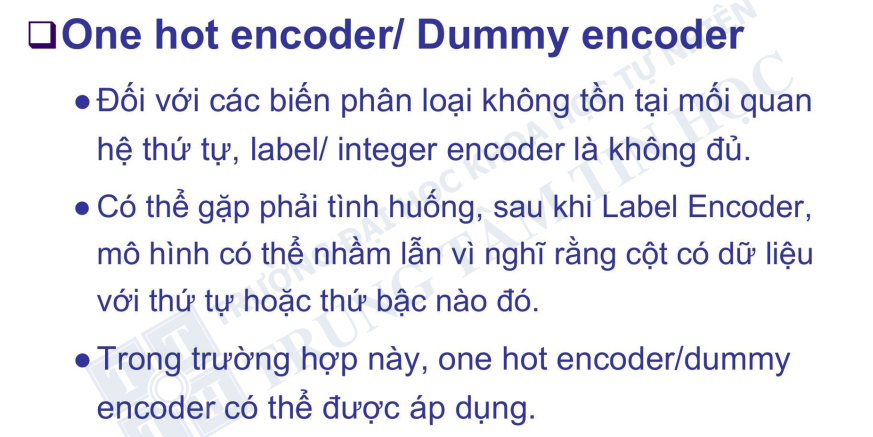 One hot encoder/ Dummy encoder
Đối với các biến phân loại không tồn tại mối quan
hệ thứ tự, label/ integer encoder là không đủ.
Có thể gặp phải tình huống, sau khi Label Encoder,
mô hình có thể nhầm lẫn vì nghĩ rằng cột có dữ liệu
với thứ tự hoặc thứ bậc nào đó.
Trong trường hợp này, one hot encoder/dummy
encoder có thể được áp dụng.
TRƯỜNG ĐẠI HỌC KHOA HỌC TỰ NHIÊN
TRUNG TÂM TIN HỌC